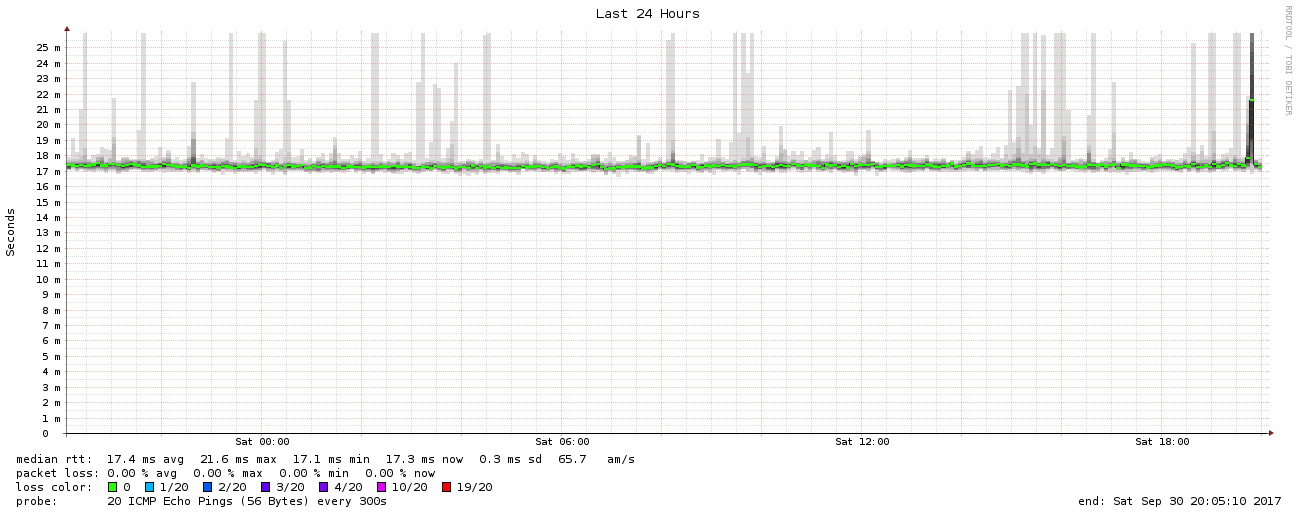 Last 24 Hours
RRDTOOL / TOBI OETIKER
Seconds
25 m
24 m
23 m
22 m
21 m
20 m
19 m
18 m
17 m
16 m
15 m
14 m
13 m
12 m
11 m
10 m
9 m
8 m
7 m
6 m
5 m
4 m
3 m
2 m
1 m
0
Sat 00:00 Sat 06:00 Sat 12:00 Sat 18:00
median rtt: 17.4 ms avg 21.6 ms max 17.1 ms min 17.3 ms now 0.3 ms sd 65.7 am/s
packet loss: 0.00 % avg 0.00 % max 0.00 % min 0.00 % now
loss color: 0 1/20 2/20 3/20 4/20 10/20 19/20
probe: 20 ICMP Echo Pings (56 Bytes) every 300s end: Sat Sep 30 20:05:10 2017